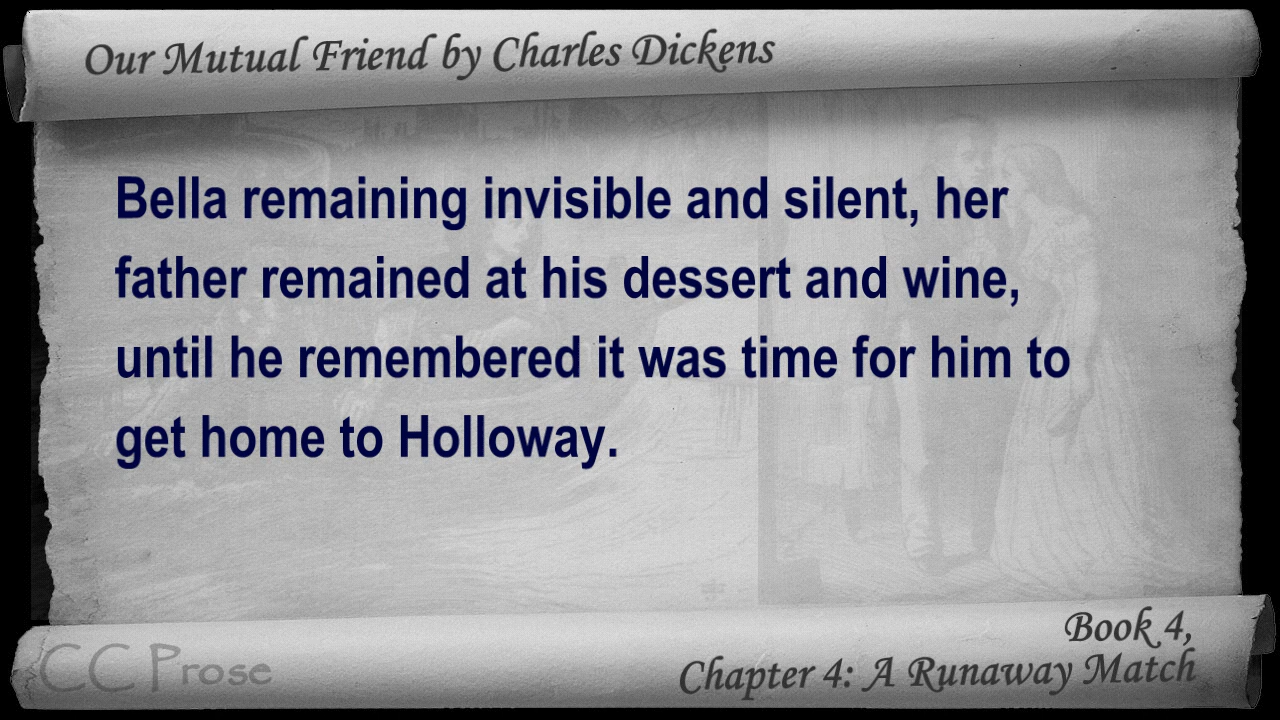 Our Mutual Friend by Charles Dickens
Bella remaining invisible and silent, her
father remained at his dessert and wine,
until he remembered it was time for him to
get home to Holloway.
Book 4,
Chapter 4: A Runaway Match
CC Prose